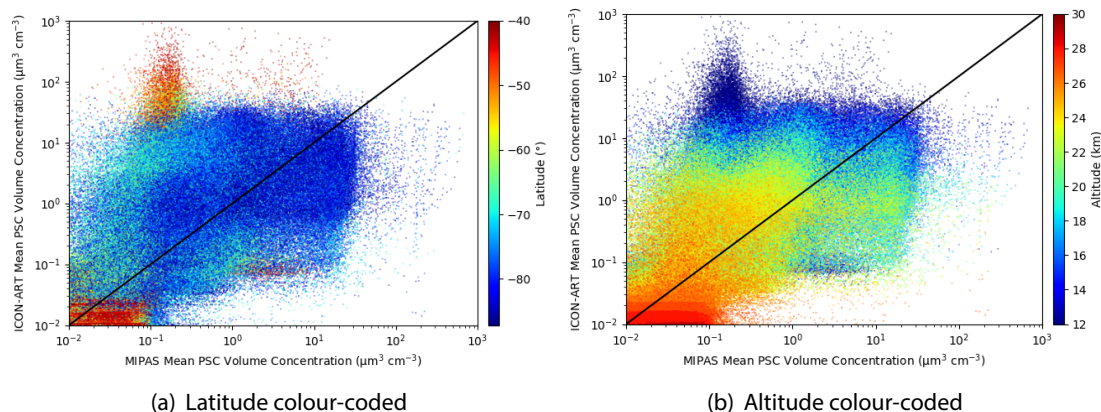 10³
10²
10¹
10⁰
10⁻¹
10⁻²
10⁻² 10⁻¹ 10⁰ 10¹ 10² 10³
ICON-ART Mean PSC Volume Concentration (μm³ cm⁻³)
MIPAS Mean PSC Volume Concentration (μm³ cm⁻³)
−40
−50
−60
−70
−80
Latitude (°)
(a) Latitude colour-coded
10³
10²
10¹
10⁰
10⁻¹
10⁻²
10⁻² 10⁻¹ 10⁰ 10¹ 10² 10³
ICON-ART Mean PSC Volume Concentration (μm³ cm⁻³)
MIPAS Mean PSC Volume Concentration (μm³ cm⁻³)
30
28
26
24
22
20
18
16
14
12
Altitude (km)
(b) Altitude colour-coded